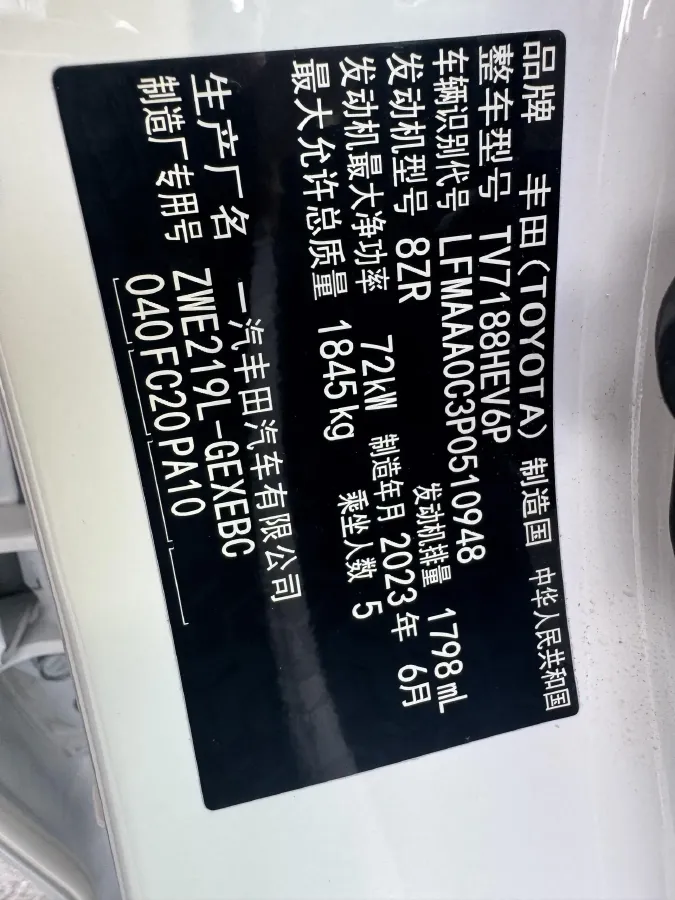 品牌 丰田(TOYOTA) 制造国 中华人民共和国
整车型号 TV7188HEV6P
车辆识别代号 LFMAAA0C3P0510948
发动机型号 8ZR 发动机排量 1798mL
发动机最大净功率 72kW 制造年月 2023年 6月
最大允许总质量 1845kg 乘坐人数 5
生产厂名 一汽丰田汽车有限公司
制造厂专用号 ZWE219L-GEXEBC
040FC20PA10